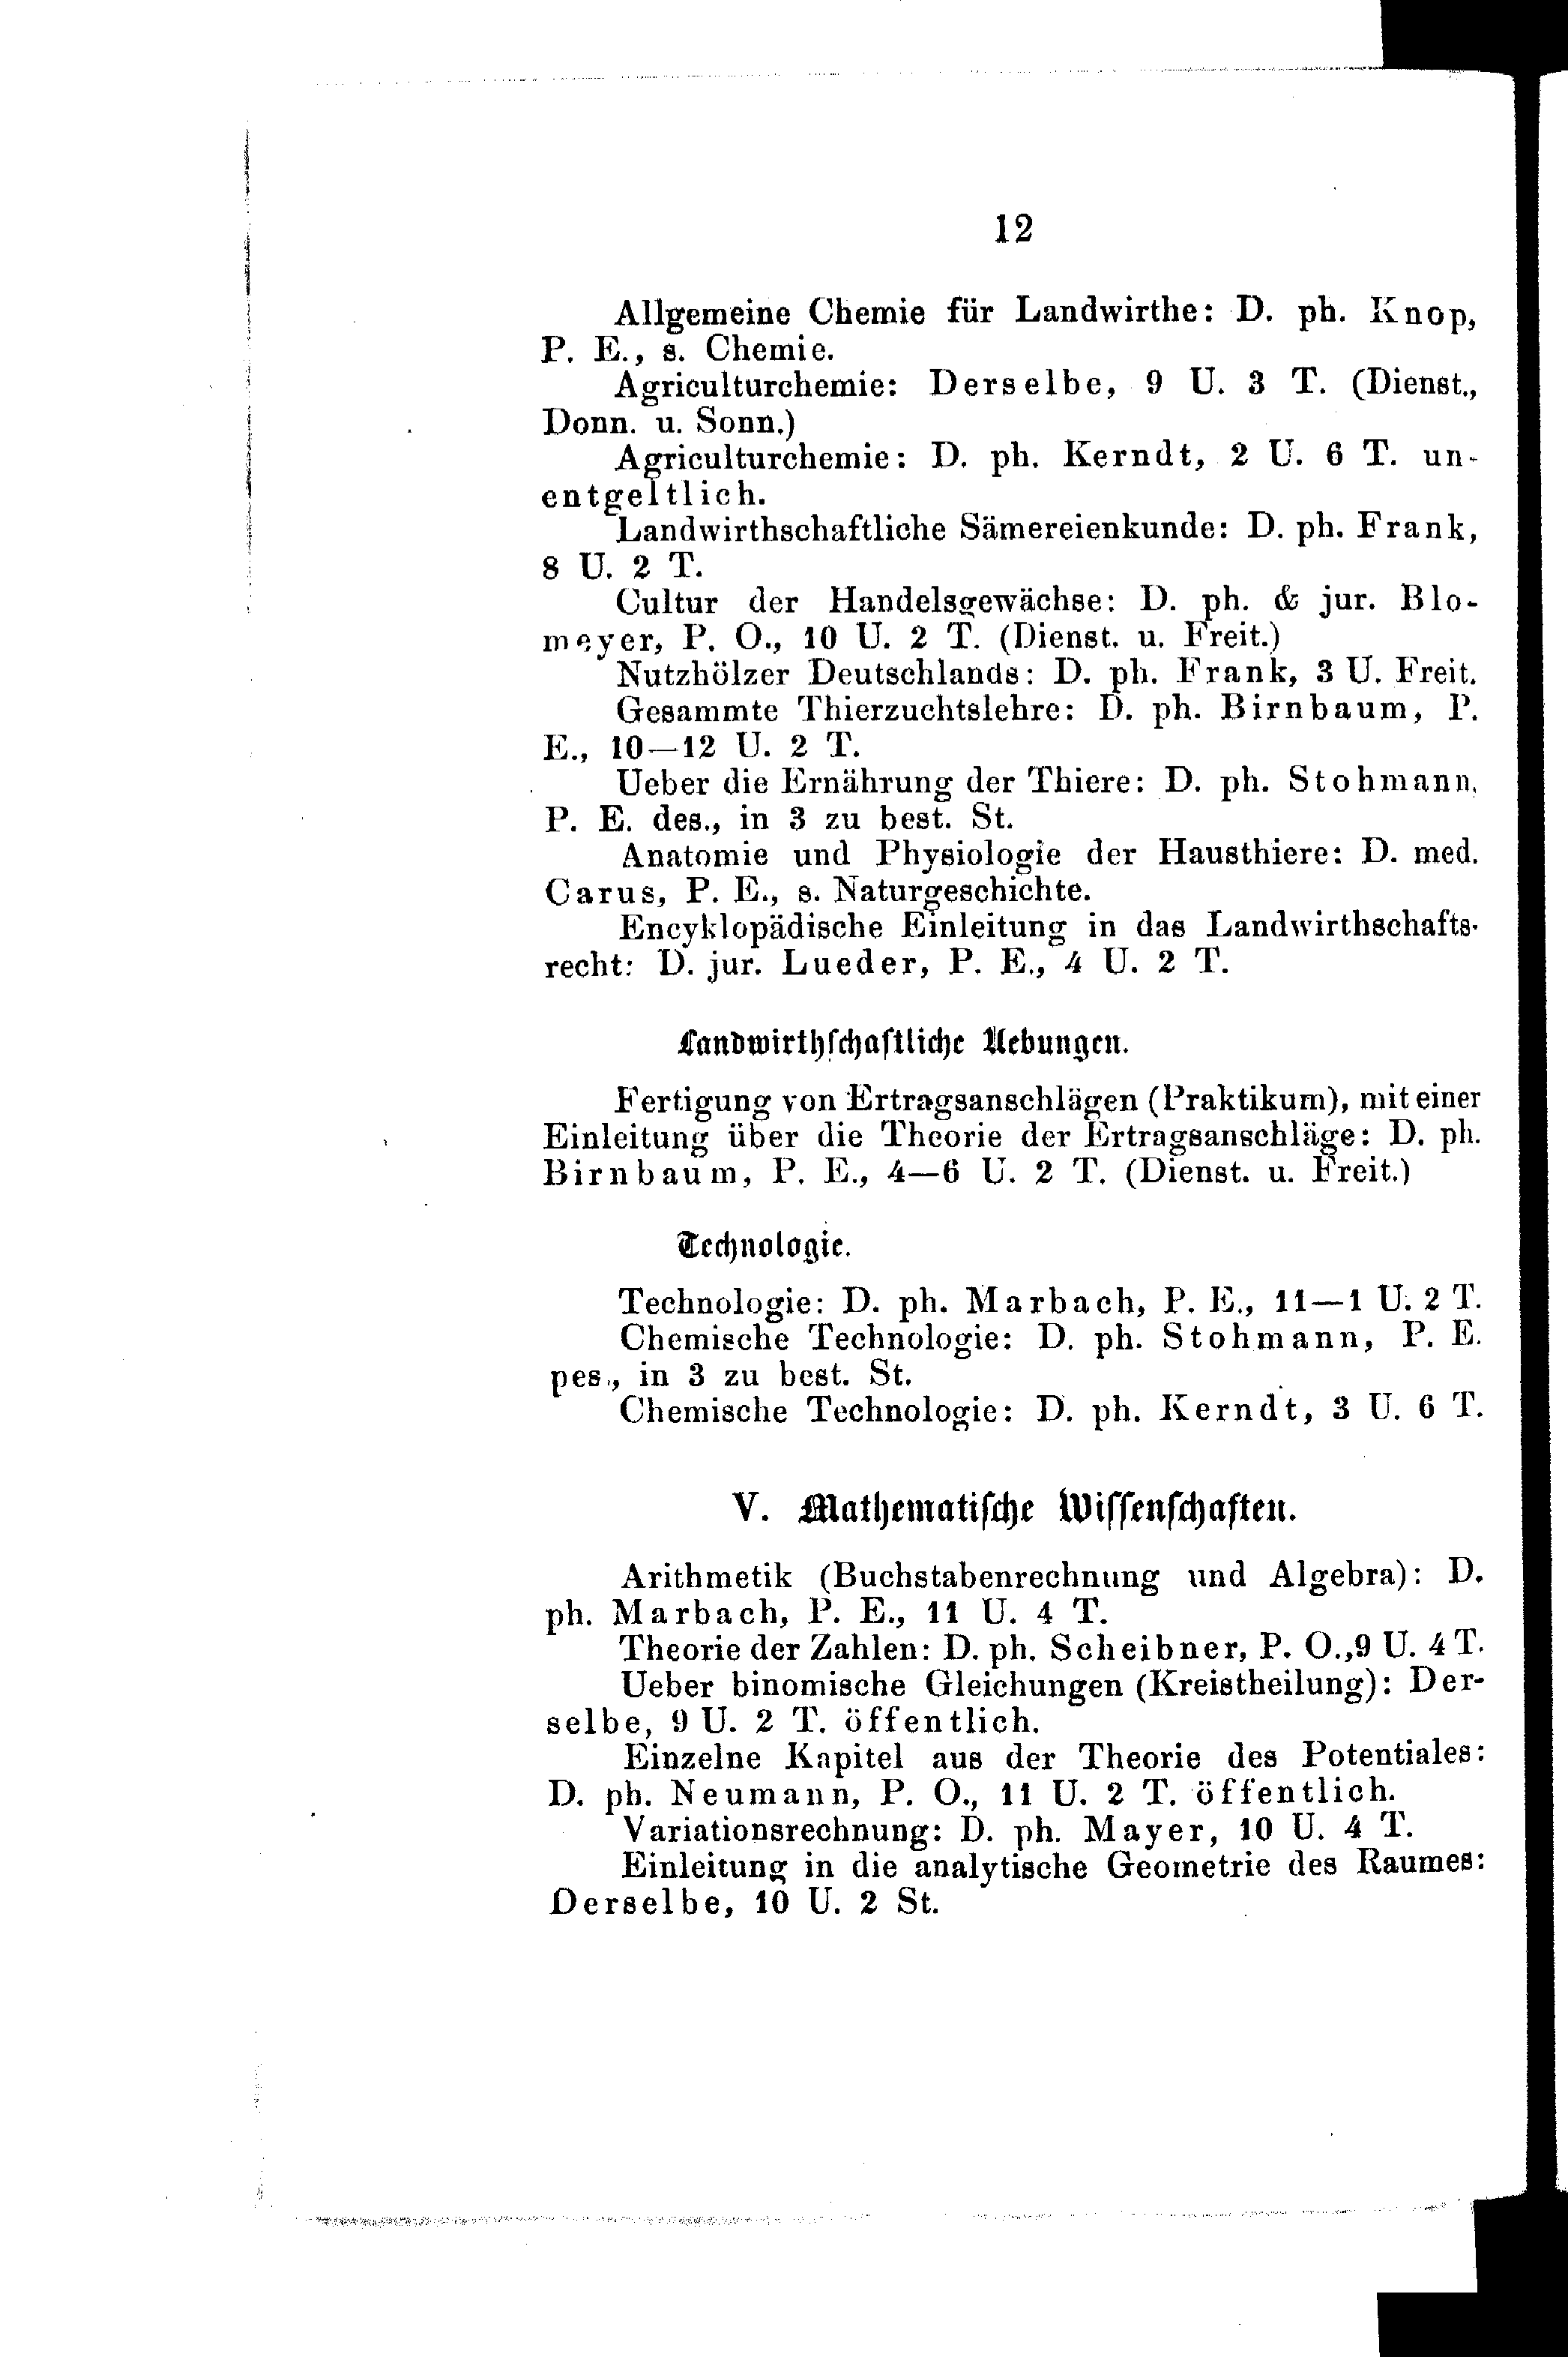 12
Allgemeine Chemie für Landwirthe: D. ph. Knop,
P. E., s. Chemie.
Agriculturchemie: Derselbe, 9 U. 3 T. (Dienst.,
Donn. u. Sonn.)
Agriculturchemie: D. ph. Kerndt, 2 U. 6 T. un-
entgeltlich.
Landwirthschaftliche Sämereienkunde: D. ph. Frank,
8 U. 2 T.
Cultur der Handelsgewächse: D. ph. & jur. Blo-
meyer, P. O., 10 U. 2 T. (Dienst. u. Freit.)
Nutzhölzer Deutschlands: D. ph. Frank, 3 U. Freit.
Gesammte Thierzuchtslehre: D. ph. Birnbaum, P.
E., 10—12 U. 2 T.
Ueber die Ernährung der Thiere: D. ph. Stohmann,
P. E. des., in 3 zu best. St.
Anatomie und Physiologie der Hausthiere: D. med.
Carus, P. E., s. Naturgeschichte.
Encyklopädische Einleitung in das Landwirthschafts-
recht: D. jur. Lueder, P. E., 4 U. 2 T.
Landwirthschaftliche Uebungen.
Fertigung von Ertragsanschlägen (Praktikum), mit einer
Einleitung über die Theorie der Ertragsanschläge: D. ph.
Birnbaum, P. E., 4—6 U. 2 T. (Dienst. u. Freit.)
Technologie.
Technologie: D. ph. Marbach, P. E., 11—1 U. 2 T.
Chemische Technologie: D. ph. Stohmann, P. E.
pes., in 3 zu best. St.
Chemische Technologie: D. ph. Kerndt, 3 U. 6 T.
V. Mathematische Wissenschaften.
Arithmetik (Buchstabenrechnung und Algebra): D.
ph. Marbach, P. E., 11 U. 4 T.
Theorie der Zahlen: D. ph. Scheibner, P. O., 9 U. 4 T.
Ueber binomische Gleichungen (Kreistheilung): Der-
selbe, 9 U. 2 T. öffentlich.
Einzelne Kapitel aus der Theorie des Potentiales:
D. ph. Neumann, P. O., 11 U. 2 T. öffentlich.
Variationsrechnung: D. ph. Mayer, 10 U. 4 T.
Einleitung in die analytische Geometrie des Raumes:
Derselbe, 10 U. 2 St.